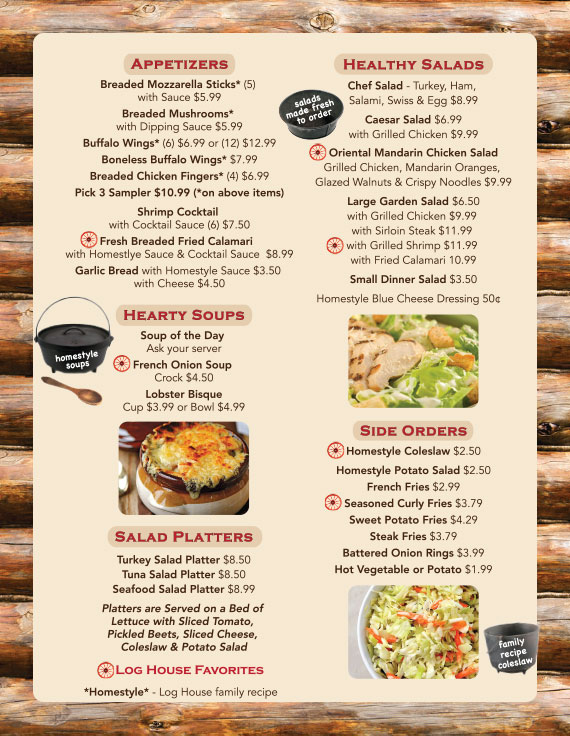 APPETIZERS
Breaded Mozzarella Sticks* (5)
with Sauce $5.99
Breaded Mushrooms*
with Dipping Sauce $5.99
Buffalo Wings* (6) $6.99 or (12) $12.99
Boneless Buffalo Wings* $7.99
Breaded Chicken Fingers* (4) $6.99
Pick 3 Sampler $10.99 (*on above items)
Shrimp Cocktail
with Cocktail Sauce (6) $7.50
Fresh Breaded Fried Calamari
with Homestlye Sauce & Cocktail Sauce $8.99
Garlic Bread with Homestyle Sauce $3.50
with Cheese $4.50
HEARTY SOUPS
homestyle
soups
Soup of the Day
Ask your server
French Onion Soup
Crock $4.50
Lobster Bisque
Cup $3.99 or Bowl $4.99
SALAD PLATTERS
Turkey Salad Platter $8.50
Tuna Salad Platter $8.50
Seafood Salad Platter $8.99
Platters are Served on a Bed of
Lettuce with Sliced Tomato,
Pickled Beets, Sliced Cheese,
Coleslaw & Potato Salad
LOG HOUSE FAVORITES
*Homestyle* - Log House family recipe
HEALTHY SALADS
salads
made fresh
to order
Chef Salad - Turkey, Ham,
Salami, Swiss & Egg $8.99
Caesar Salad $6.99
with Grilled Chicken $9.99
Oriental Mandarin Chicken Salad
Grilled Chicken, Mandarin Oranges,
Glazed Walnuts & Crispy Noodles $9.99
Large Garden Salad $6.50
with Grilled Chicken $9.99
with Sirloin Steak $11.99
with Grilled Shrimp $11.99
with Fried Calamari 10.99
Small Dinner Salad $3.50
Homestyle Blue Cheese Dressing 50¢
SIDE ORDERS
Homestyle Coleslaw $2.50
Homestyle Potato Salad $2.50
French Fries $2.99
Seasoned Curly Fries $3.79
Sweet Potato Fries $4.29
Steak Fries $3.79
Battered Onion Rings $3.99
Hot Vegetable or Potato $1.99
family
recipe
coleslaw